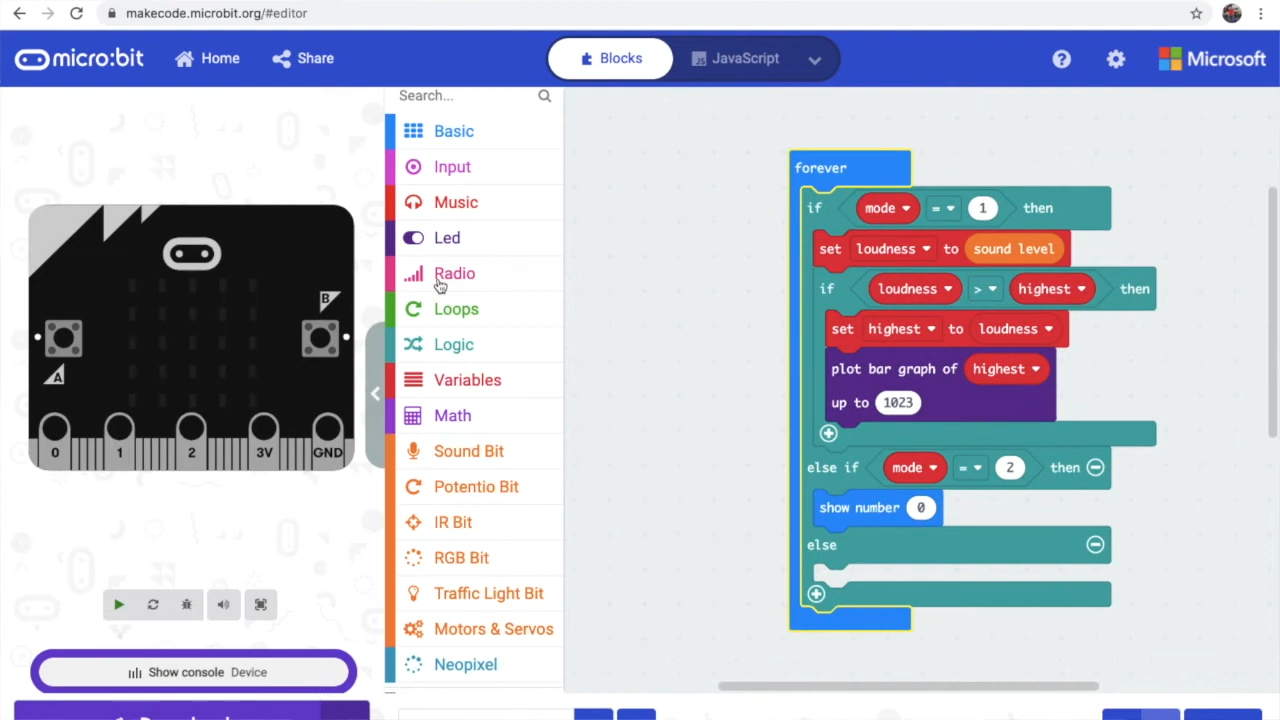 makecode.microbit.org/#editor
micro:bit
Home
Share
Blocks
JavaScript
Microsoft
Search...
Basic
Input
Music
Led
Radio
Loops
Logic
Variables
Math
Sound Bit
Potentio Bit
IR Bit
RGB Bit
Traffic Light Bit
Motors & Servos
Neopixel
A
B
0 1 2 3V GND
Show console Device
forever
if mode = 1 then
set loudness to sound level
if loudness > highest then
set highest to loudness
plot bar graph of highest
up to 1023
else if mode = 2 then
show number 0
else